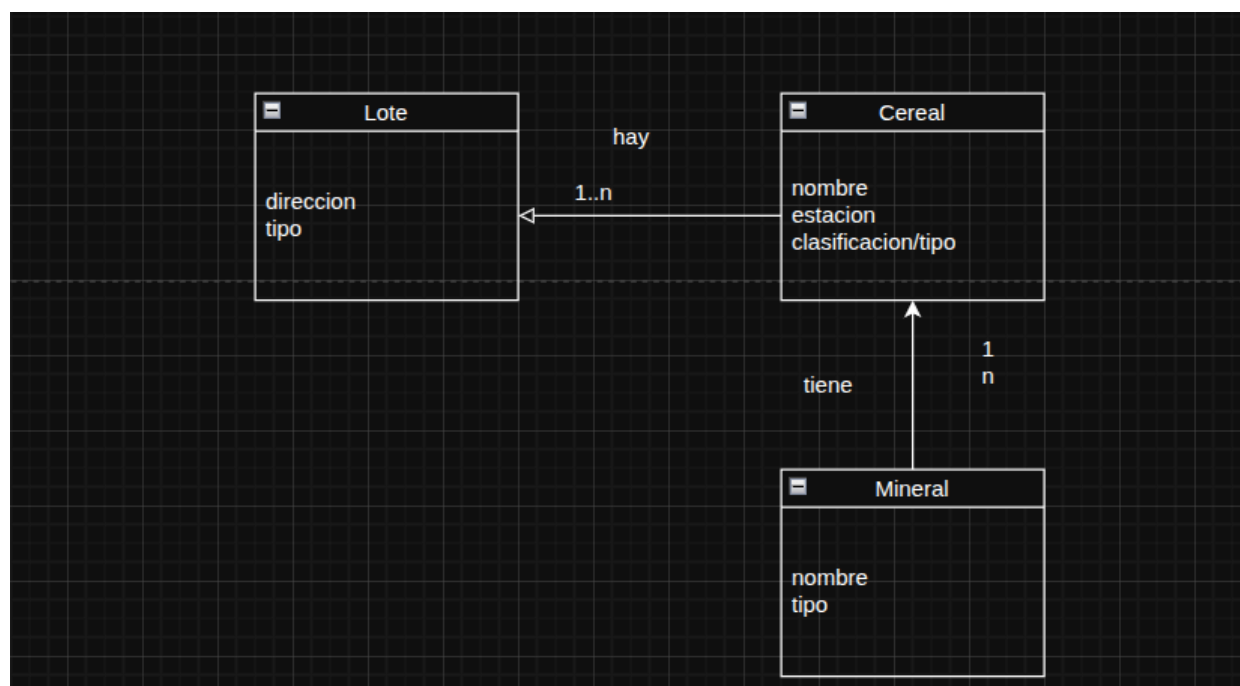 Lote
direccion
tipo
hay
1..n
Cereal
nombre
estacion
clasificacion/tipo
tiene
1
n
Mineral
nombre
tipo